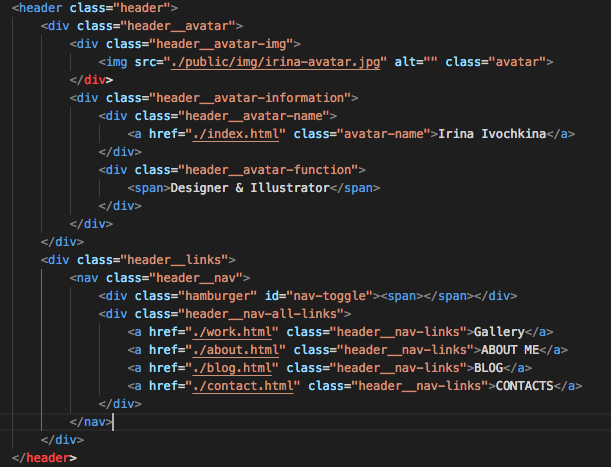 <header class="header">
<div class="header__avatar">
<div class="header__avatar-img">
<img src="./public/img/irina-avatar.jpg" alt="" class="avatar">
</div>
<div class="header__avatar-information">
<div class="header__avatar-name">
<a href="./index.html" class="avatar-name">Irina Ivochkina</a>
</div>
<div class="header__avatar-function">
<span>Designer & Illustrator</span>
</div>
</div>
</div>
<div class="header__links">
<nav class="header__nav">
<div class="hamburger" id="nav-toggle"><span></span></div>
<div class="header__nav-all-links">
<a href="./work.html" class="header__nav-links">Gallery</a>
<a href="./about.html" class="header__nav-links">ABOUT ME</a>
<a href="./blog.html" class="header__nav-links">BLOG</a>
<a href="./contact.html" class="header__nav-links">CONTACTS</a>
</div>
</nav>
</div>
</header>